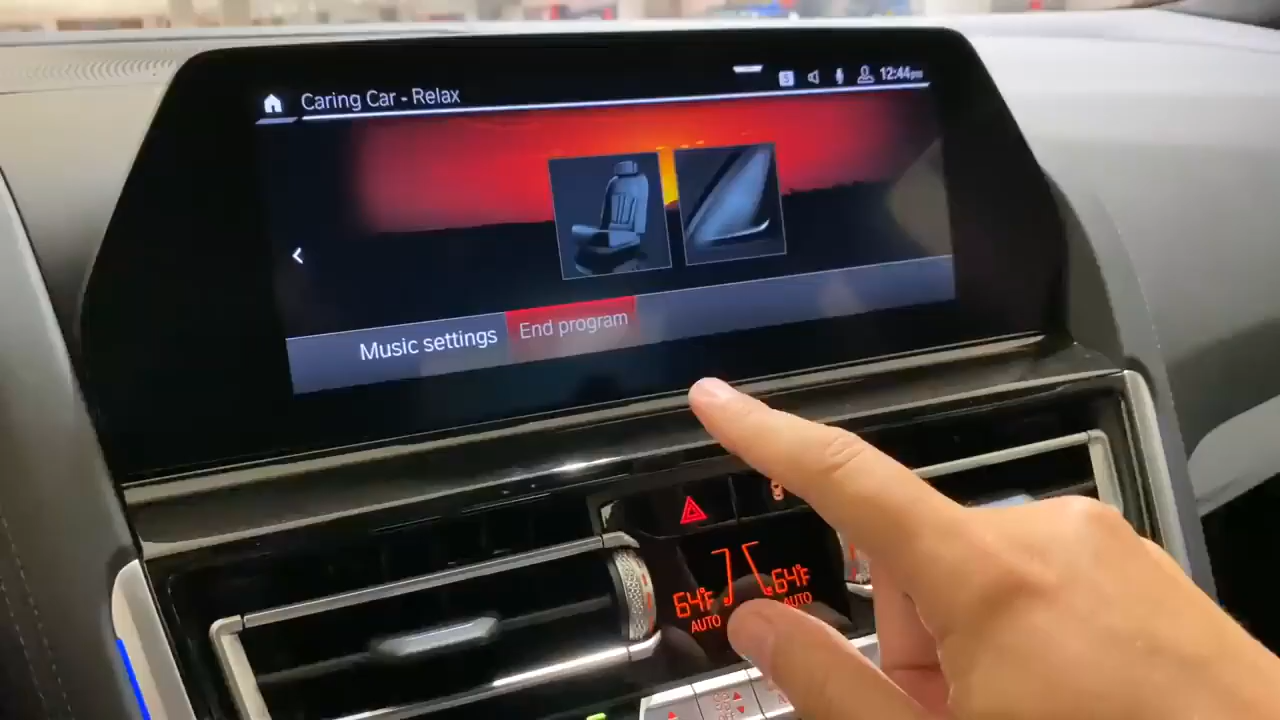 Caring Car - Relax
S
12:44pm
Music settings
End program
64°F
64°F
AUTO
AUTO